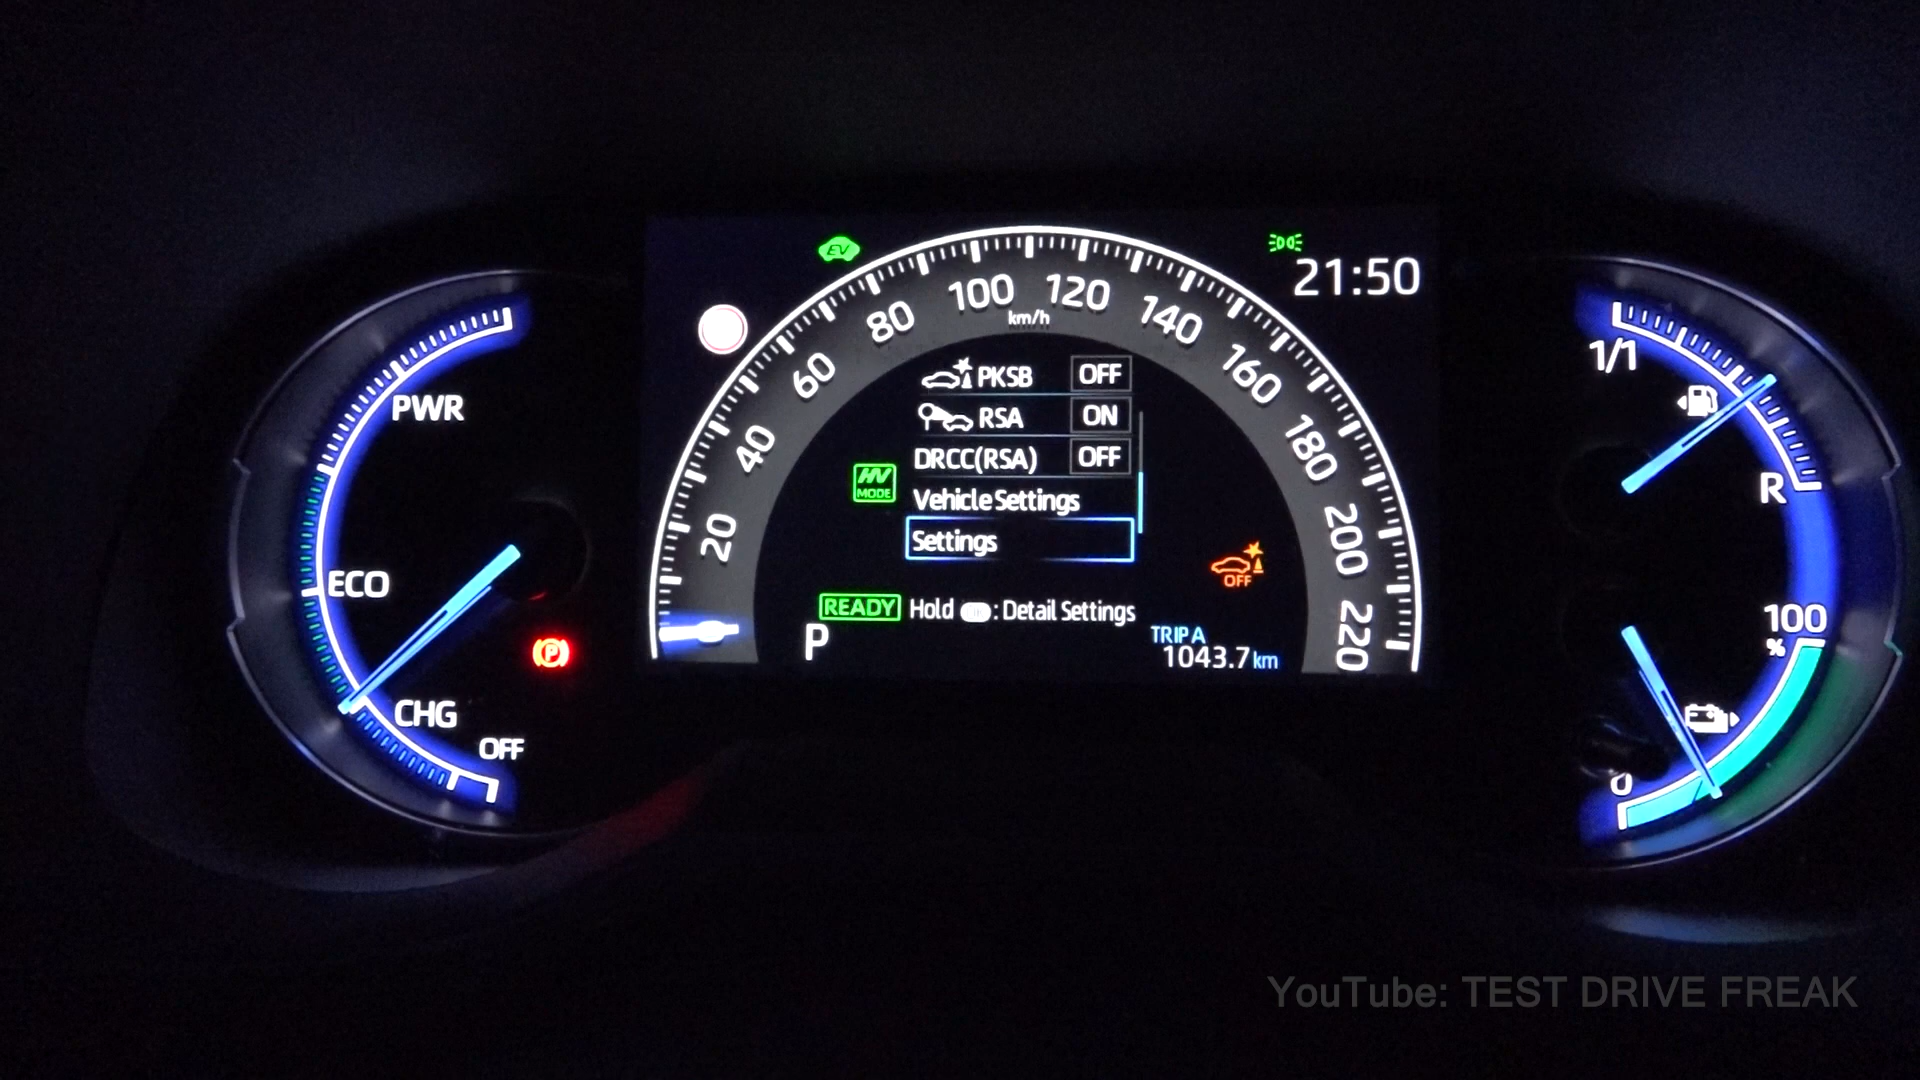 EV
21:50
80 100 120 140
km/h
60 160
40 180
20 200
220
PKSB OFF
RSA ON
DRCC(RSA) OFF
HV
MODE
Vehicle Settings
Settings
OFF
READY Hold : Detail Settings
P
TRIP A
1043.7 km
PWR
ECO
CHG
OFF
P
1/1
R
100
%
0
YouTube: TEST DRIVE FREAK